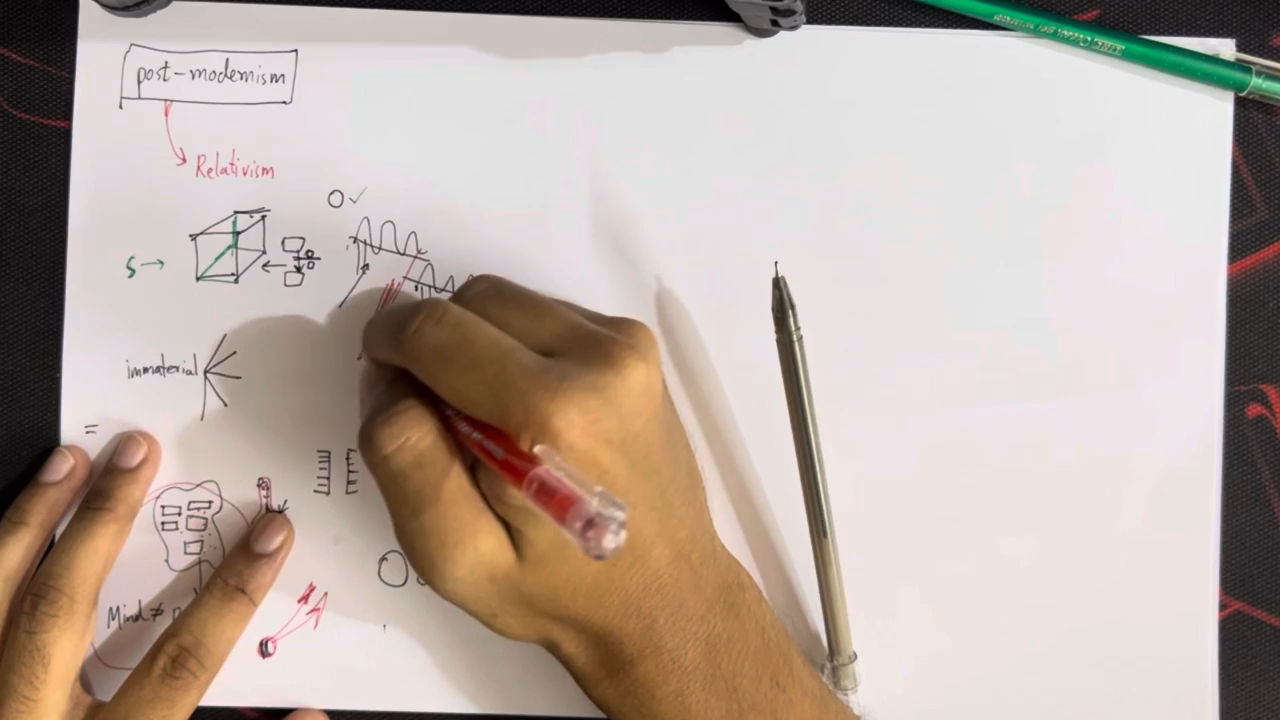 post-modernism
Relativism
S →
immaterial
=
Mind ≠